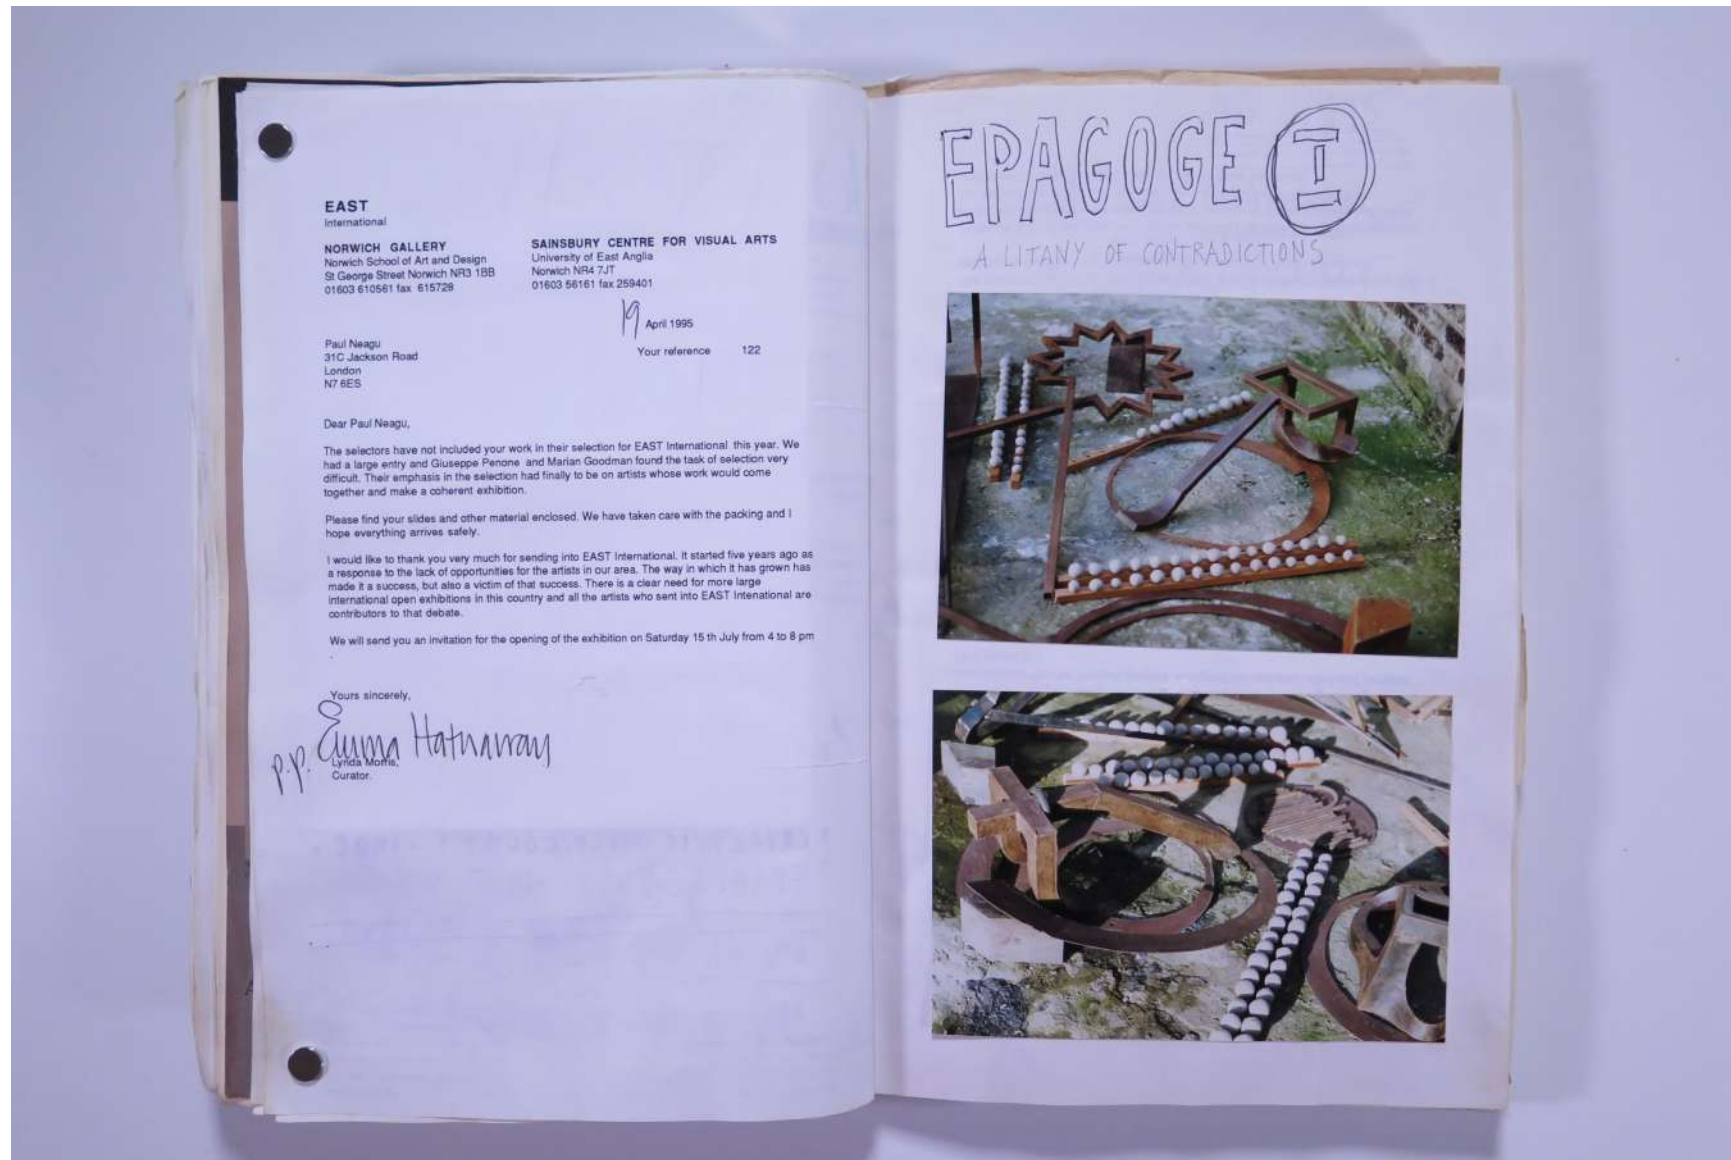 EAST
International
NORWICH GALLERY
Norwich School of Art and Design
St George Street Norwich NR3 1BB
01603 610561 fax 615728
SAINSBURY CENTRE FOR VISUAL ARTS
University of East Anglia
Norwich NR4 7JT
01603 56161 fax 259401
19 April 1995
Your reference 122
Paul Neagu
31C Jackson Road
London
N7 6ES
Dear Paul Neagu,
The selectors have not included your work in their selection for EAST International this year. We
had a large entry and Giuseppe Penone and Marian Goodman found the task of selection very
difficult. Their emphasis in the selection had finally to be on artists whose work would come
together and make a coherent exhibition.
Please find your slides and other material enclosed. We have taken care with the packing and I
hope everything arrives safely.
I would like to thank you very much for sending into EAST International. It started five years ago as
a response to the lack of opportunities for the artists in our area. The way in which it has grown has
made it a success, but also a victim of that success. There is a clear need for more large
international open exhibitions in this country and all the artists who sent into EAST Intenational are
contributors to that debate.
We will send you an invitation for the opening of the exhibition on Saturday 15 th July from 4 to 8 pm
.
Yours sincerely,
p.p. Emma Hathaway
Lynda Morris,
Curator.
EPAGOGE I
A LITANY OF CONTRADICTIONS